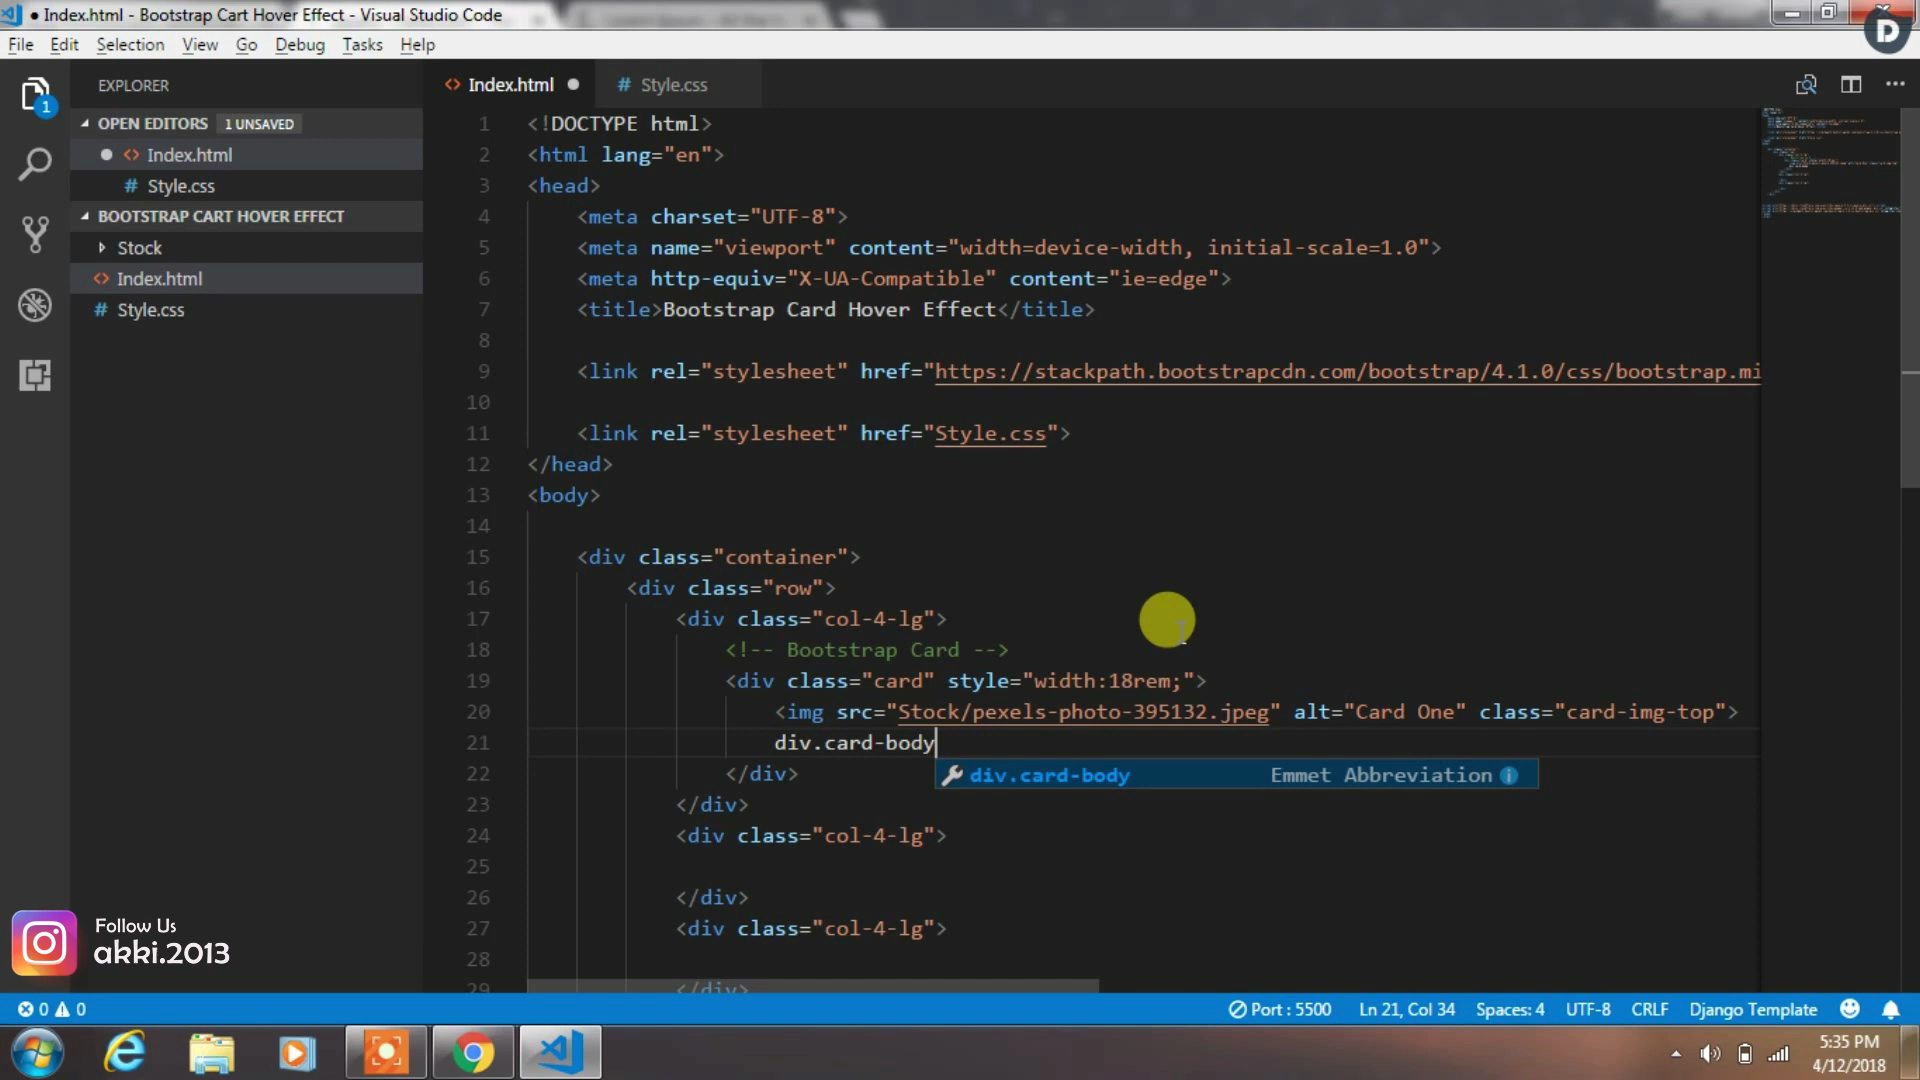 ● Index.html - Bootstrap Cart Hover Effect - Visual Studio Code
File Edit Selection View Go Debug Tasks Help
D
EXPLORER
1
OPEN EDITORS 1 UNSAVED
● <> Index.html
# Style.css
BOOTSTRAP CART HOVER EFFECT
Stock
<> Index.html
# Style.css
<> Index.html ●
# Style.css
1 <!DOCTYPE html>
2 <html lang="en">
3 <head>
4 <meta charset="UTF-8">
5 <meta name="viewport" content="width=device-width, initial-scale=1.0">
6 <meta http-equiv="X-UA-Compatible" content="ie=edge">
7 <title>Bootstrap Card Hover Effect</title>
8
9 <link rel="stylesheet" href="https://stackpath.bootstrapcdn.com/bootstrap/4.1.0/css/bootstrap.mi
10
11 <link rel="stylesheet" href="Style.css">
12 </head>
13 <body>
14
15 <div class="container">
16 <div class="row">
17 <div class="col-4-lg">
18 <!-- Bootstrap Card -->
19 <div class="card" style="width:18rem;">
20 <img src="Stock/pexels-photo-395132.jpeg" alt="Card One" class="card-img-top">
21 div.card-body
22 </div>
div.card-body Emmet Abbreviation
23 </div>
24 <div class="col-4-lg">
25
26 </div>
27 <div class="col-4-lg">
28
29 </div>
Follow Us
akki.2013
0 0
Port : 5500 Ln 21, Col 34 Spaces: 4 UTF-8 CRLF Django Template
5:35 PM
4/12/2018